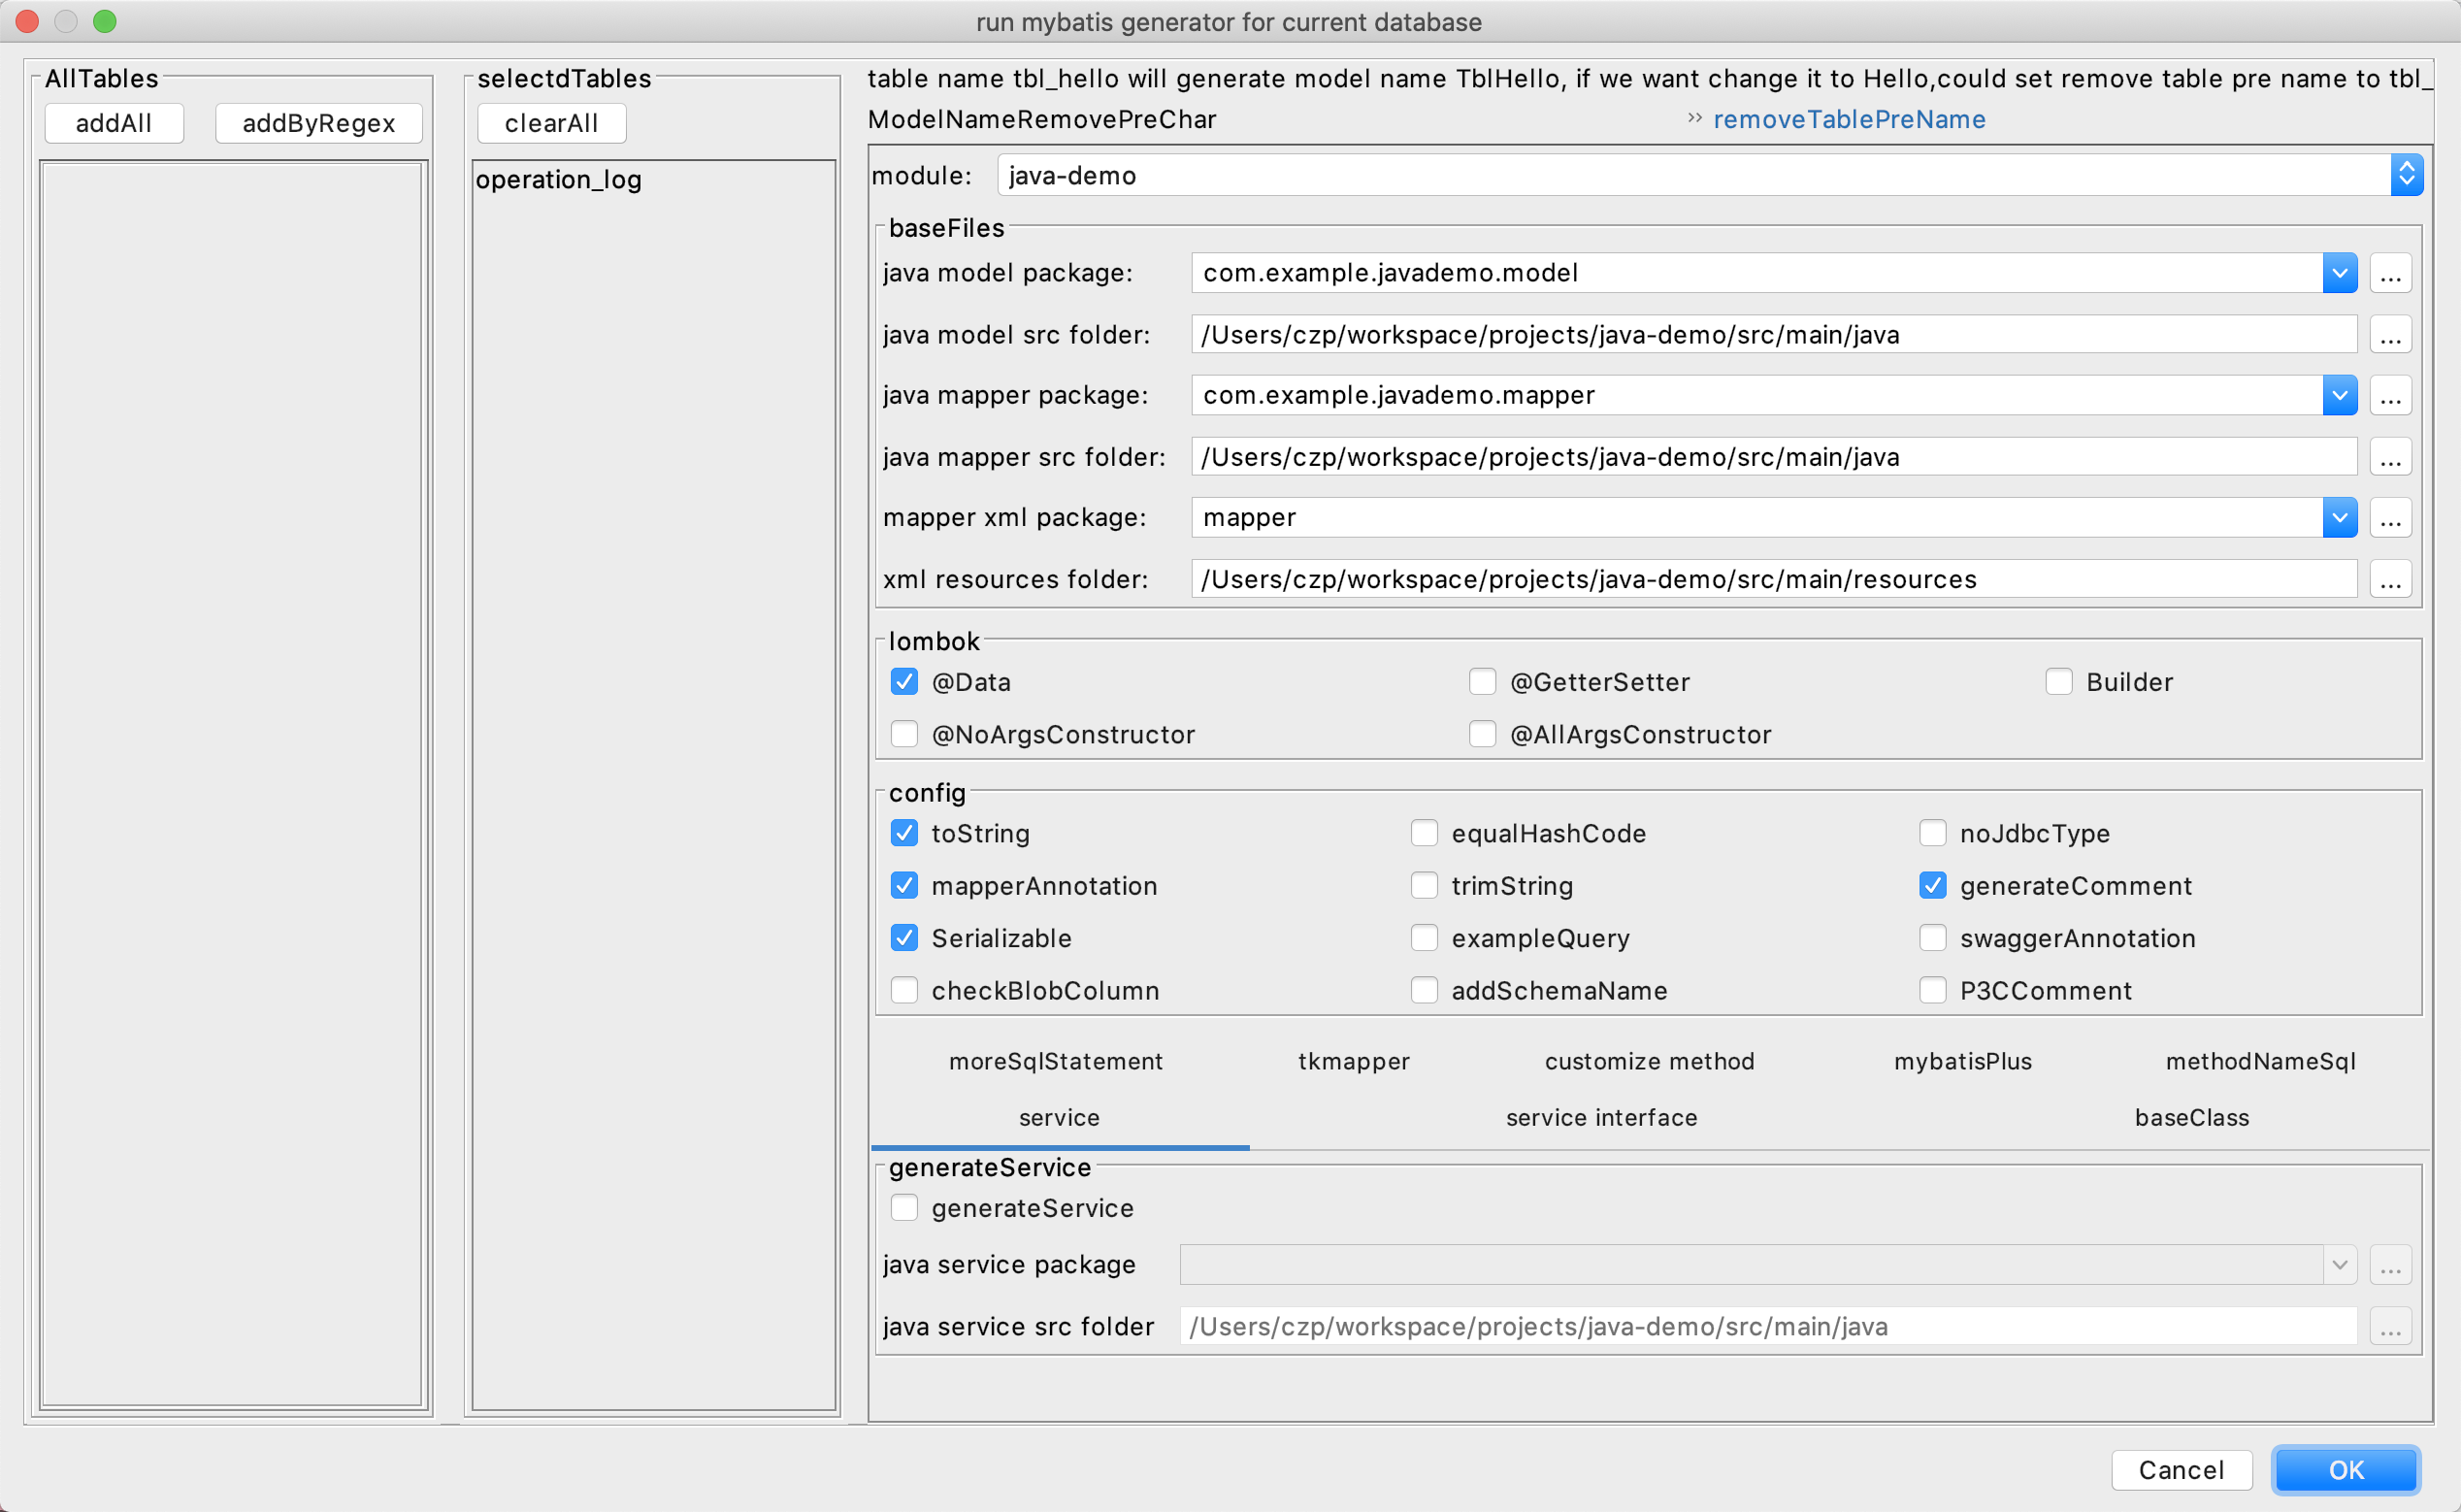 run mybatis generator for current database
AllTables
addAll
addByRegex
selectdTables
clearAll
operation_log
table name tbl_hello will generate model name TblHello, if we want change it to Hello,could set remove table pre name to tbl_
ModelNameRemovePreChar
removeTablePreName
module:
java-demo
baseFiles
java model package:
com.example.javademo.model
...
java model src folder:
/Users/czp/workspace/projects/java-demo/src/main/java
...
java mapper package:
com.example.javademo.mapper
...
java mapper src folder:
/Users/czp/workspace/projects/java-demo/src/main/java
...
mapper xml package:
mapper
...
xml resources folder:
/Users/czp/workspace/projects/java-demo/src/main/resources
...
lombok
@Data
@GetterSetter
Builder
@NoArgsConstructor
@AllArgsConstructor
config
toString
equalHashCode
noJdbcType
mapperAnnotation
trimString
generateComment
Serializable
exampleQuery
swaggerAnnotation
checkBlobColumn
addSchemaName
P3CComment
moreSqlStatement
tkmapper
customize method
mybatisPlus
methodNameSql
service
service interface
baseClass
generateService
generateService
java service package
...
java service src folder
/Users/czp/workspace/projects/java-demo/src/main/java
...
Cancel
OK